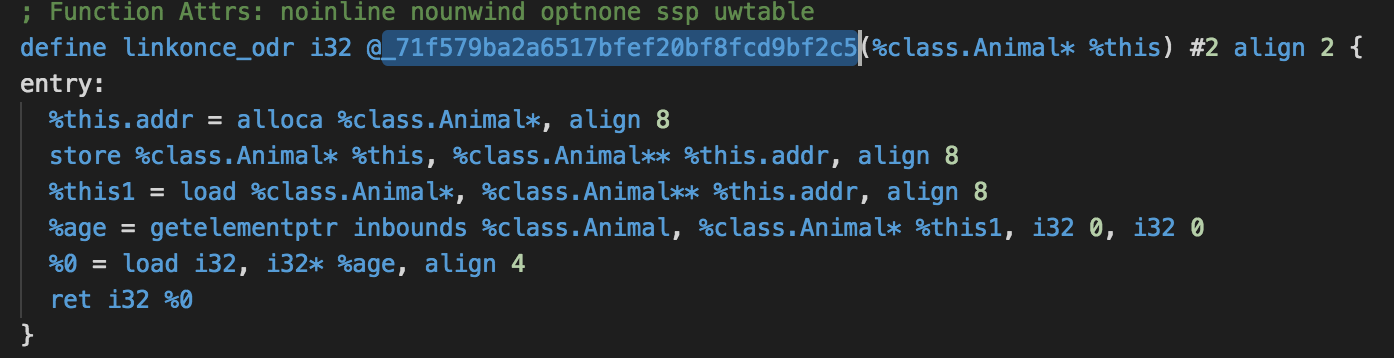 ; Function Attrs: noinline nounwind optnone ssp uwtable
define linkonce_odr i32 @_71f579ba2a6517bfef20bf8fcd9bf2c5(%class.Animal* %this) #2 align 2 {
entry:
%this.addr = alloca %class.Animal*, align 8
store %class.Animal* %this, %class.Animal** %this.addr, align 8
%this1 = load %class.Animal*, %class.Animal** %this.addr, align 8
%age = getelementptr inbounds %class.Animal, %class.Animal* %this1, i32 0, i32 0
%0 = load i32, i32* %age, align 4
ret i32 %0
}